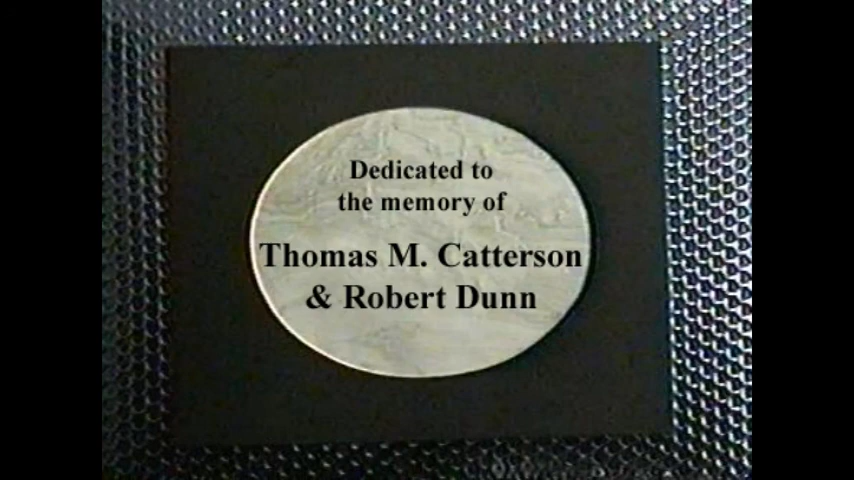 Dedicated to
the memory of
Thomas M. Catterson
& Robert Dunn